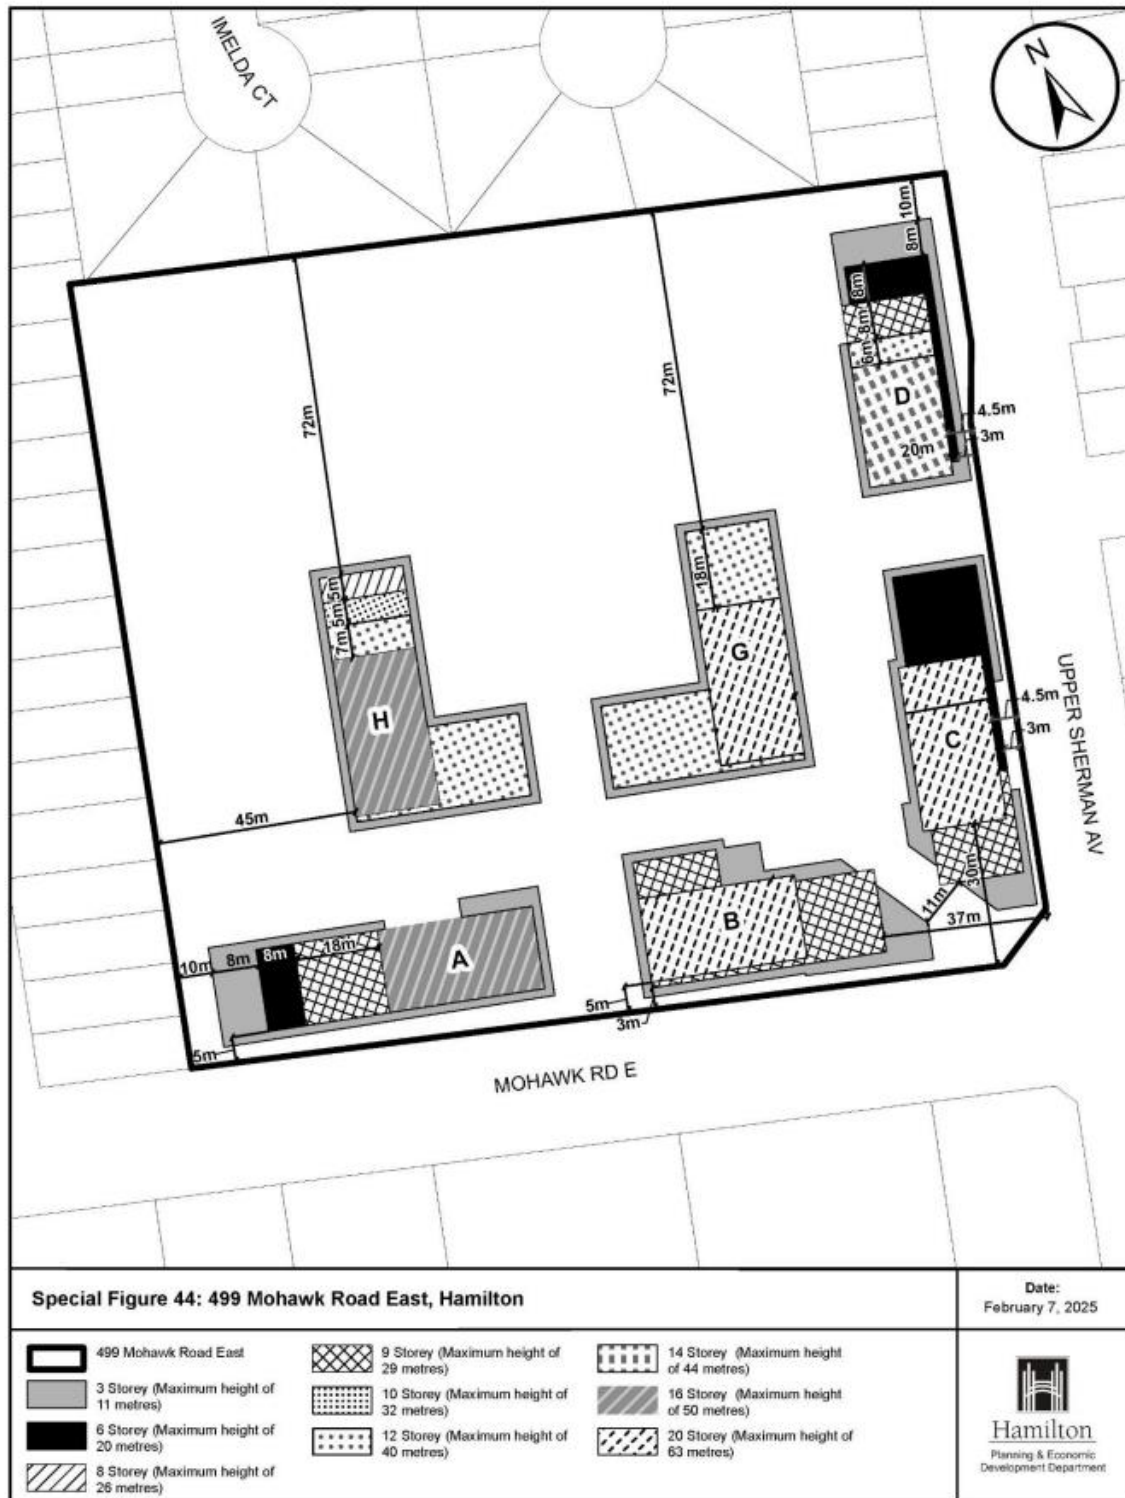 IMELDA CT
N
10m
8m
8m
8m
6m
D
4.5m
3m
20m
72m
72m
18m
5m
5m
7m
G
H
4.5m
3m
C
UPPER SHERMAN AV
45m
30m
11m
37m
B
A
10m
8m
8m
18m
5m
3m
5m
MOHAWK RD E
Special Figure 44: 499 Mohawk Road East, Hamilton
Date:
February 7, 2025
499 Mohawk Road East
3 Storey (Maximum height of
11 metres)
6 Storey (Maximum height of
20 metres)
8 Storey (Maximum height of
26 metres)
9 Storey (Maximum height of
29 metres)
10 Storey (Maximum height of
32 metres)
12 Storey (Maximum height of
40 metres)
14 Storey (Maximum height
of 44 metres)
16 Storey (Maximum height
of 50 metres)
20 Storey (Maximum height of
63 metres)
Hamilton
Planning & Economic
Development Department